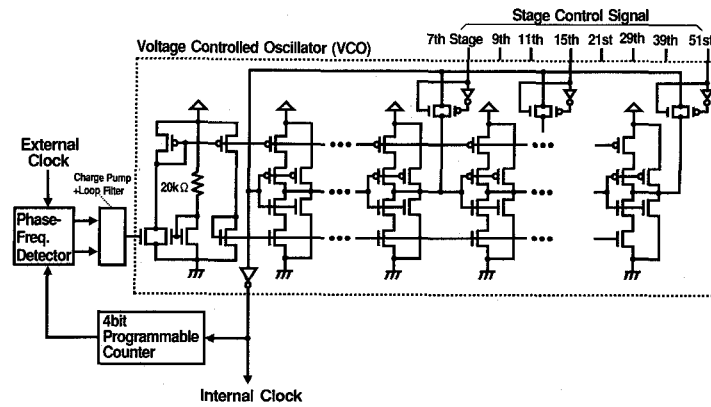 Stage Control Signal
Voltage Controlled Oscillator (VCO)
7th Stage 9th 11th 15th 21st 29th 39th 51st
External
Clock
Charge Pump
+Loop Filter
20kΩ
Phase-
Freq.
Detector
4bit
Programmable
Counter
Internal Clock